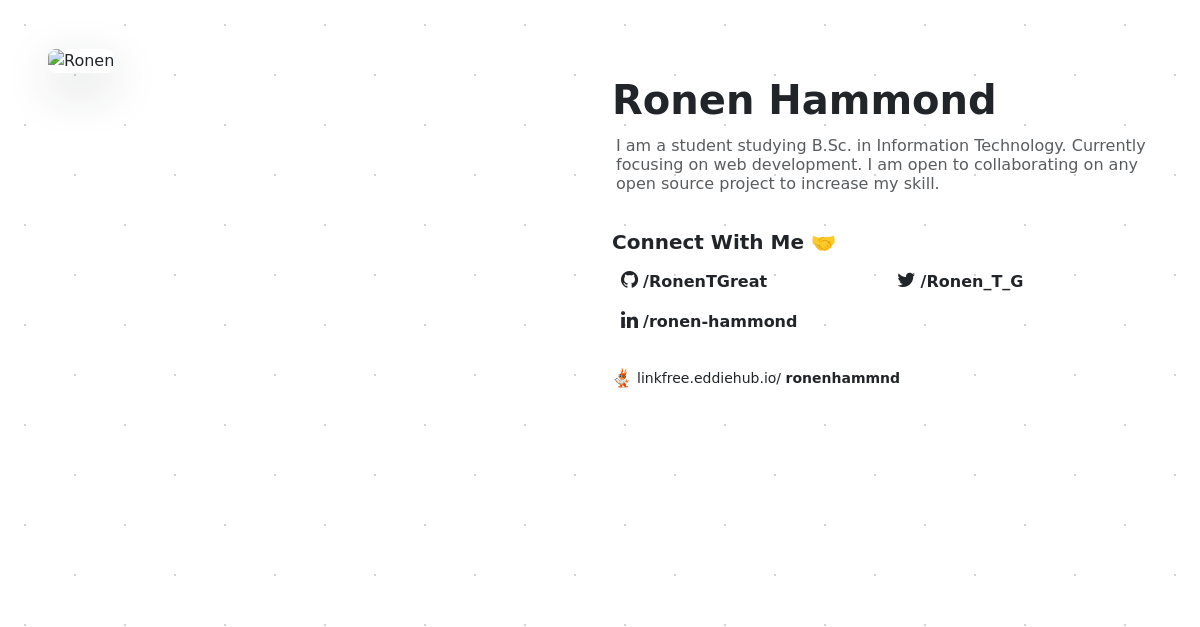 Ronen
Ronen Hammond
I am a student studying B.Sc. in Information Technology. Currently
focusing on web development. I am open to collaborating on any
open source project to increase my skill.
Connect With Me 🤝
/RonenTGreat
/Ronen_T_G
/ronen-hammond
linkfree.eddiehub.io/ ronenhammnd